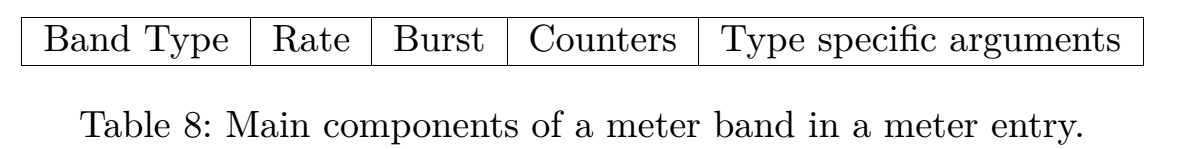 Band Type Rate Burst Counters Type specific arguments
Table 8: Main components of a meter band in a meter entry.